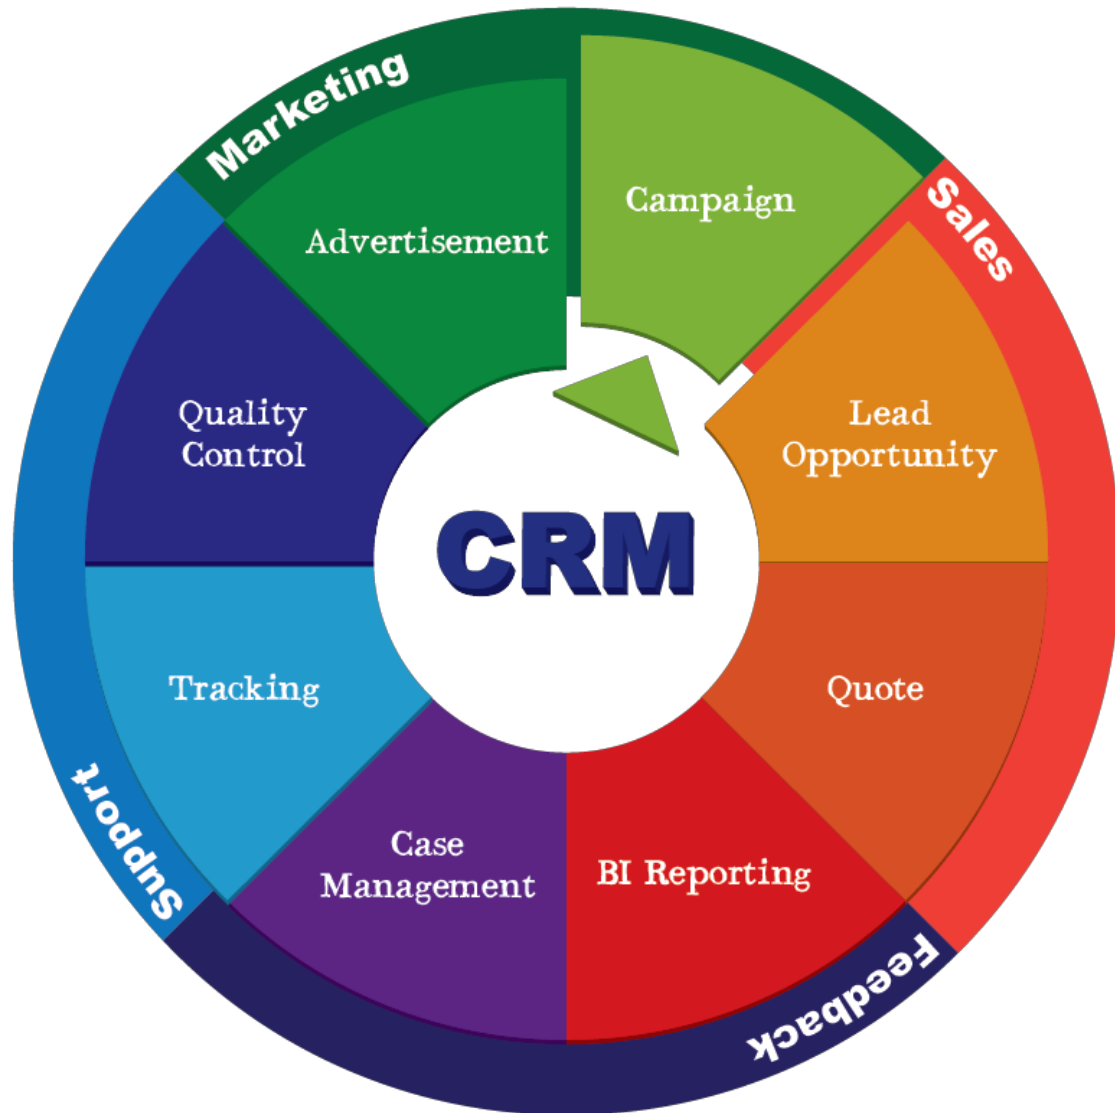 Marketing
Sales
Feedback
Support
Campaign
Lead
Opportunity
Quote
BI Reporting
Case
Management
Tracking
Quality
Control
Advertisement
CRM